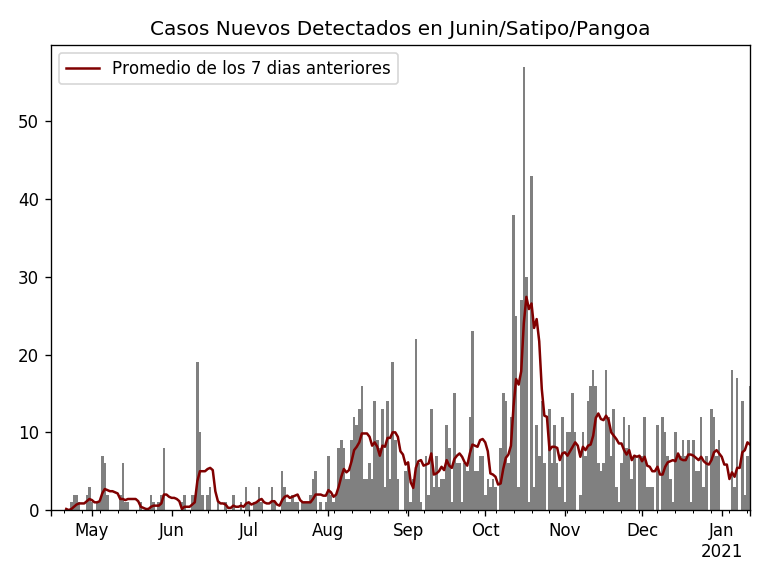 Casos Nuevos Detectados en Junin/Satipo/Pangoa
Promedio de los 7 dias anteriores
50
40
30
20
10
0
May Jun Jul Aug Sep Oct Nov Dec Jan
2021